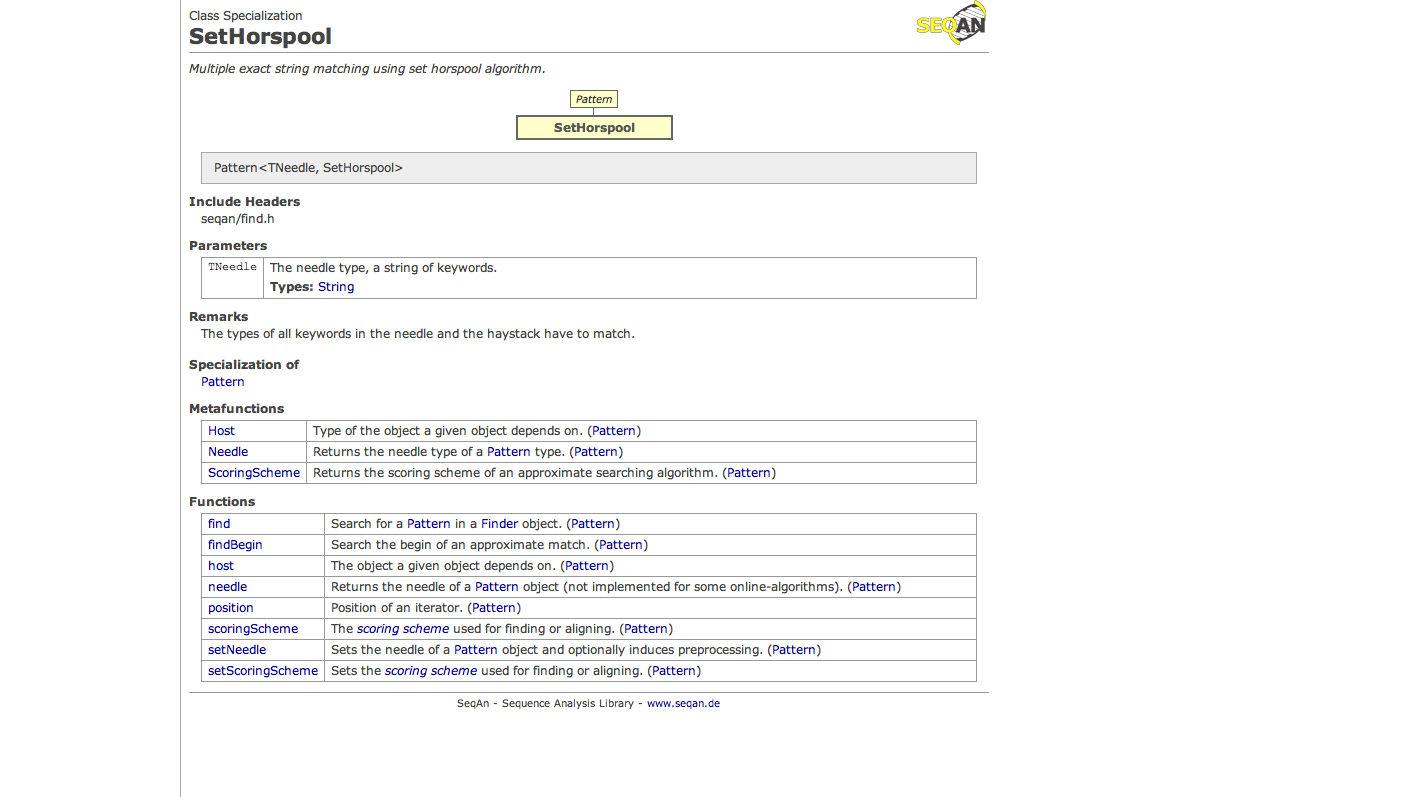 Class Specialization
SetHorspool
SEQAN
Multiple exact string matching using set horspool algorithm.
Pattern
SetHorspool
Pattern<TNeedle, SetHorspool>
Include Headers
seqan/find.h
Parameters
TNeedle The needle type, a string of keywords.
Types: String
Remarks
The types of all keywords in the needle and the haystack have to match.
Specialization of
Pattern
Metafunctions
Host Type of the object a given object depends on. (Pattern)
Needle Returns the needle type of a Pattern type. (Pattern)
ScoringScheme Returns the scoring scheme of an approximate searching algorithm. (Pattern)
Functions
find Search for a Pattern in a Finder object. (Pattern)
findBegin Search the begin of an approximate match. (Pattern)
host The object a given object depends on. (Pattern)
needle Returns the needle of a Pattern object (not implemented for some online-algorithms). (Pattern)
position Position of an iterator. (Pattern)
scoringScheme The scoring scheme used for finding or aligning. (Pattern)
setNeedle Sets the needle of a Pattern object and optionally induces preprocessing. (Pattern)
setScoringScheme Sets the scoring scheme used for finding or aligning. (Pattern)
SeqAn - Sequence Analysis Library - www.seqan.de